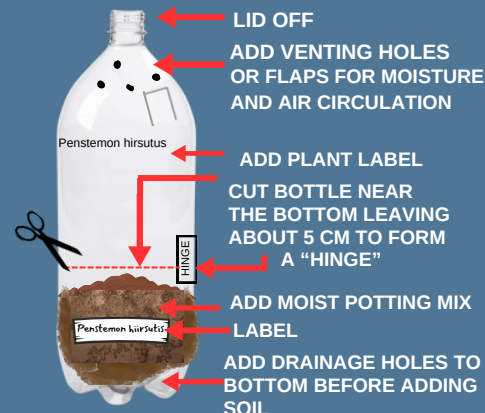 LID OFF
ADD VENTING HOLES
OR FLAPS FOR MOISTURE
AND AIR CIRCULATION
Penstemon hirsutus
ADD PLANT LABEL
CUT BOTTLE NEAR
THE BOTTOM LEAVING
ABOUT 5 CM TO FORM
A “HINGE”
HINGE
ADD MOIST POTTING MIX
Penstemon hiirsutis
LABEL
ADD DRAINAGE HOLES TO
BOTTOM BEFORE ADDING
SOIL